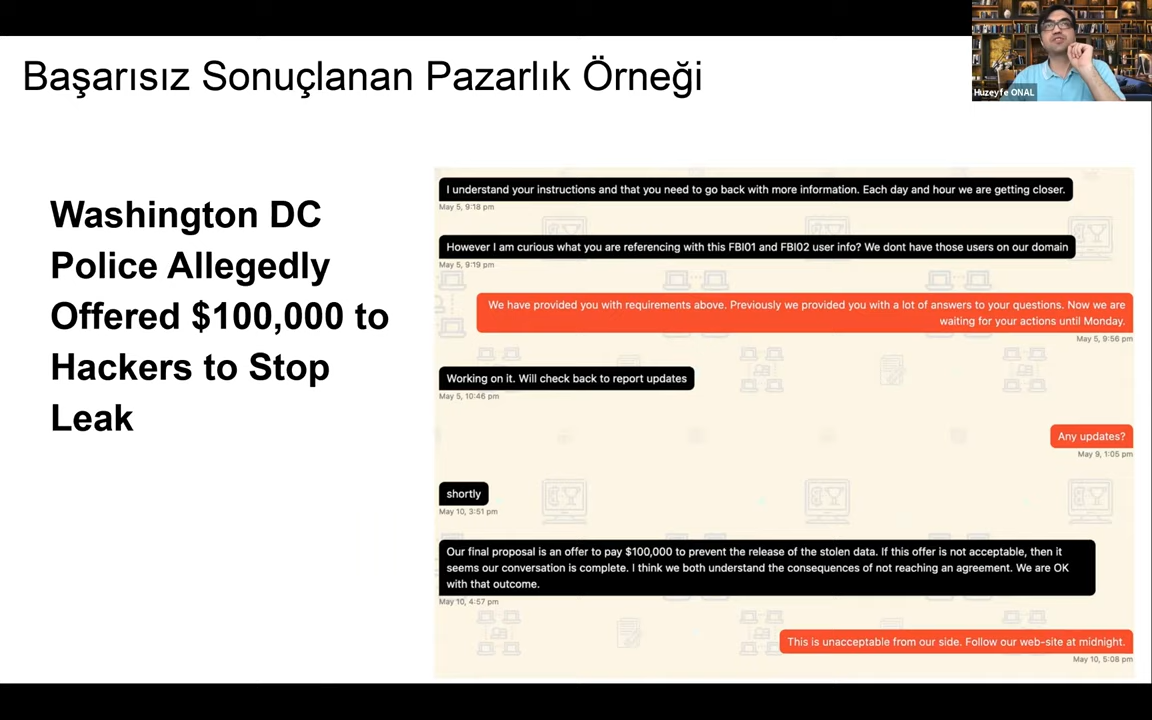 Başarısız Sonuçlanan Pazarlık Örneği
Huzeyfe ONAL
Washington DC
Police Allegedly
Offered $100,000 to
Hackers to Stop
Leak
I understand your instructions and that you need to go back with more information. Each day and hour we are getting closer.
May 5, 9:18 pm
However I am curious what you are referencing with this FBI01 and FBI02 user info? We dont have those users on our domain
May 5, 9:19 pm
We have provided you with requirements above. Previously we provided you with a lot of answers to your questions. Now we are
waiting for your actions until Monday.
May 5, 9:56 pm
Working on it. Will check back to report updates
May 5, 10:46 pm
Any updates?
May 9, 1:05 pm
shortly
May 10, 3:51 pm
Our final proposal is an offer to pay $100,000 to prevent the release of the stolen data. If this offer is not acceptable, then it
seems our conversation is complete. I think we both understand the consequences of not reaching an agreement. We are OK
with that outcome.
May 10, 4:57 pm
This is unacceptable from our side. Follow our web-site at midnight.
May 10, 5:08 pm